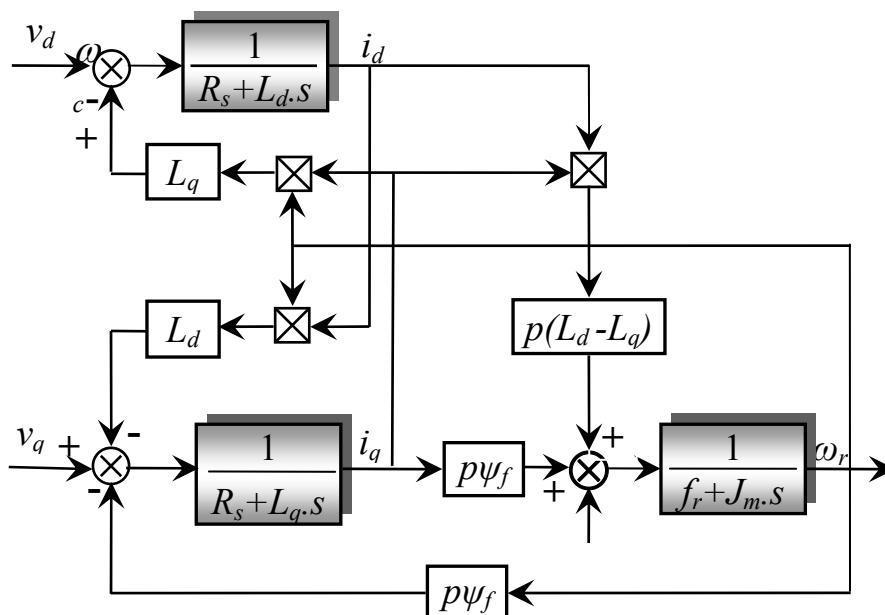 v_d
ω
c
-
+
1
R_s+L_d.s
i_d
L_q
L_d
p(L_d-L_q)
v_q
+
-
-
1
R_s+L_q.s
i_q
pψ_f
+
+
1
f_r+J_m.s
ω_r
pψ_f